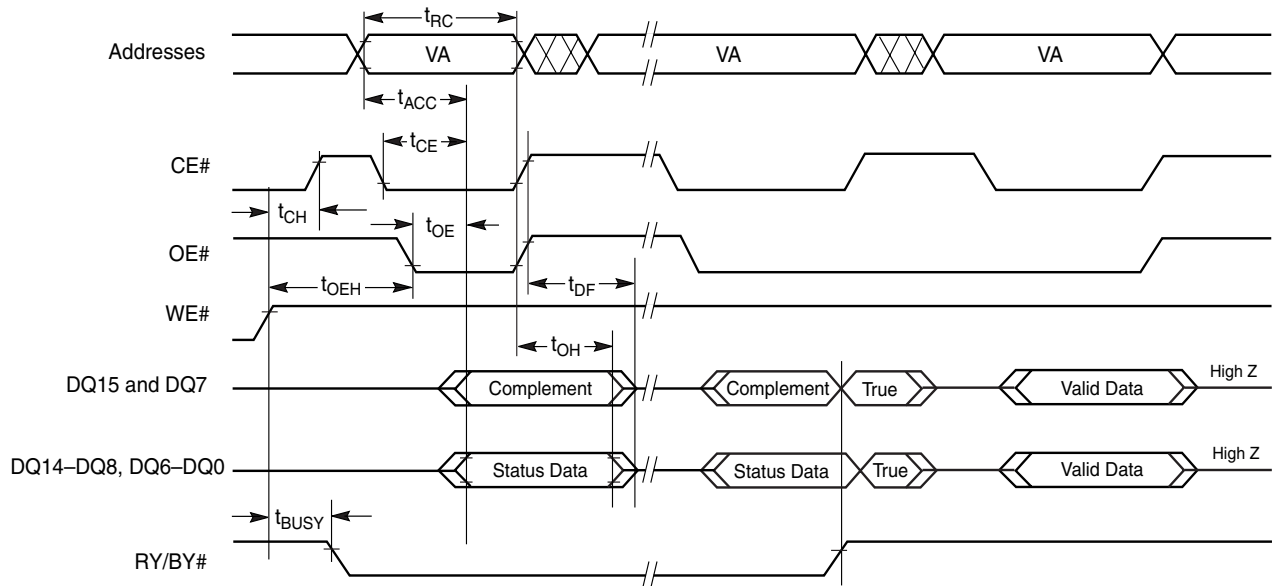 tRC
Addresses VA VA VA
tACC
tCE
CE#
tCH tOE
OE#
tOEH tDF
WE#
tOH
DQ15 and DQ7 Complement Complement True Valid Data High Z
DQ14–DQ8, DQ6–DQ0 Status Data Status Data True Valid Data High Z
tBUSY
RY/BY#